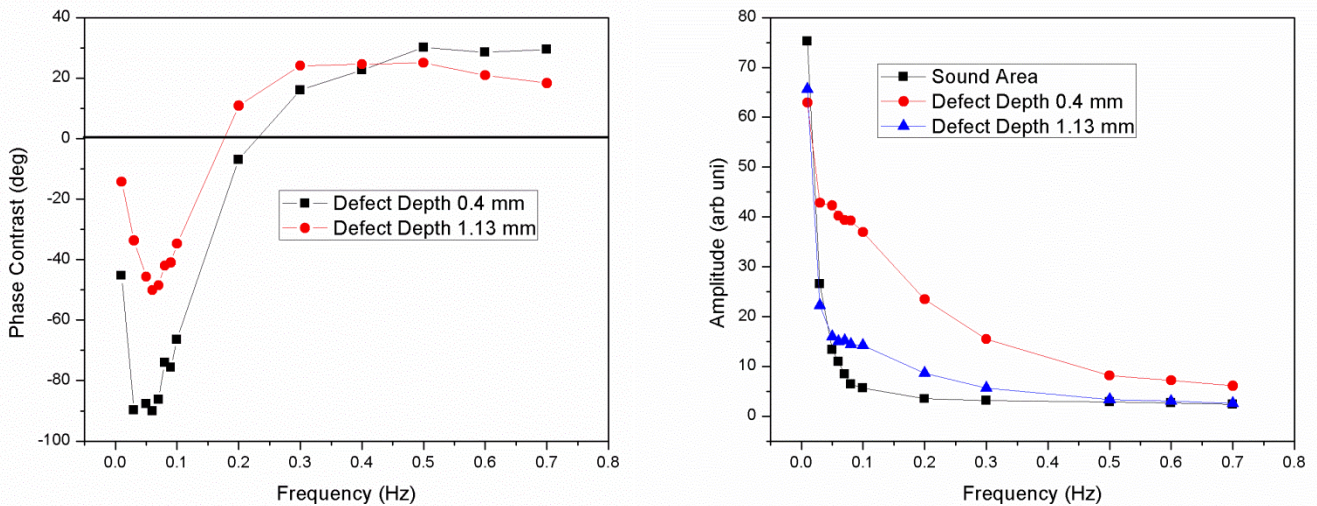 40
20
0
-20
-40
-60
-80
-100
Phase Contrast (deg)
Defect Depth 0.4 mm
Defect Depth 1.13 mm
0.0 0.1 0.2 0.3 0.4 0.5 0.6 0.7 0.8
Frequency (Hz)
80
70
60
50
40
30
20
10
0
Amplitude (arb uni)
Sound Area
Defect Depth 0.4 mm
Defect Depth 1.13 mm
0.0 0.1 0.2 0.3 0.4 0.5 0.6 0.7 0.8
Frequency (Hz)